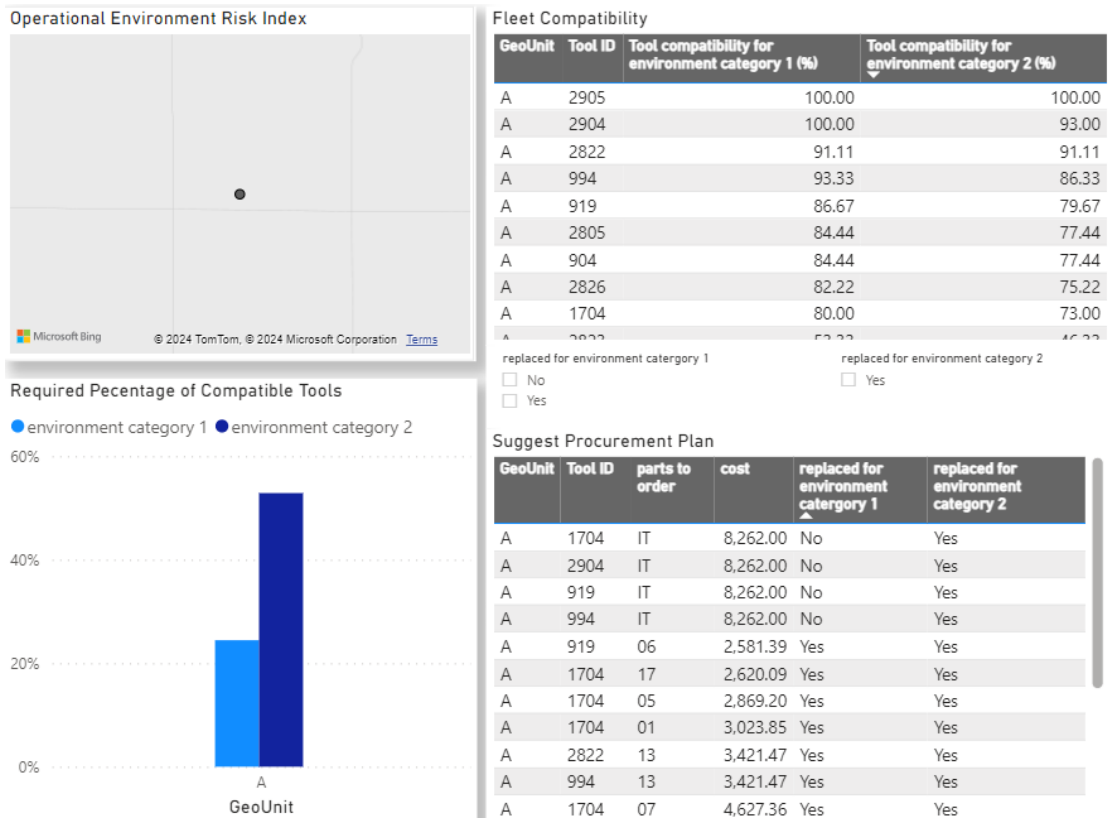 Operational Environment Risk Index
Microsoft Bing
© 2024 TomTom, © 2024 Microsoft Corporation Terms
Required Pecentage of Compatible Tools
environment category 1 environment category 2
60%
40%
20%
0%
A
GeoUnit
Fleet Compatibility
GeoUnit Tool ID Tool compatibility for environment category 1 (%) Tool compatibility for environment category 2 (%)
A 2905 100.00 100.00
A 2904 100.00 93.00
A 2822 91.11 91.11
A 994 93.33 86.33
A 919 86.67 79.67
A 2805 84.44 77.44
A 904 84.44 77.44
A 2826 82.22 75.22
A 1704 80.00 73.00
replaced for environment catergory 1
No
Yes
replaced for environment category 2
Yes
Suggest Procurement Plan
GeoUnit Tool ID parts to order cost replaced for environment catergory 1 replaced for environment category 2
A 1704 IT 8,262.00 No Yes
A 2904 IT 8,262.00 No Yes
A 919 IT 8,262.00 No Yes
A 994 IT 8,262.00 No Yes
A 919 06 2,581.39 Yes Yes
A 1704 17 2,620.09 Yes Yes
A 1704 05 2,869.20 Yes Yes
A 1704 01 3,023.85 Yes Yes
A 2822 13 3,421.47 Yes Yes
A 994 13 3,421.47 Yes Yes
A 1704 07 4,627.36 Yes Yes